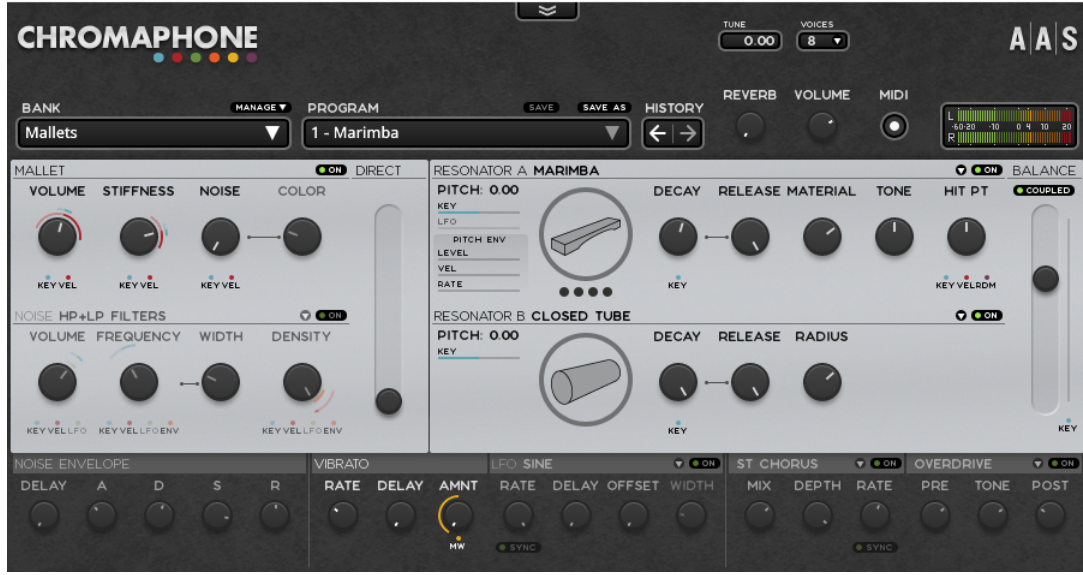 CHROMAPHONE
TUNE
0.00
VOICES
8
A|A|S
BANK
MANAGE
Mallets
PROGRAM
SAVE
SAVE AS
1 - Marimba
HISTORY
REVERB
VOLUME
MIDI
L
-60-20 -10 0 4 10 20
R
MALLET
ON
DIRECT
VOLUME STIFFNESS NOISE COLOR
KEY VEL KEY VEL KEY VEL
NOISE HP+LP FILTERS
ON
VOLUME FREQUENCY WIDTH DENSITY
KEY VEL LFO KEY VEL LFO ENV KEY VEL LFO ENV
RESONATOR A MARIMBA
ON
BALANCE
COUPLED
PITCH: 0.00
KEY
LFO
PITCH ENV
LEVEL
VEL
RATE
DECAY RELEASE MATERIAL TONE HIT PT
KEY KEY VEL RDM
RESONATOR B CLOSED TUBE
ON
PITCH: 0.00
KEY
DECAY RELEASE RADIUS
KEY
KEY
NOISE ENVELOPE
DELAY A D S R
VIBRATO
RATE DELAY AMNT
MW
LFO SINE
ON
RATE DELAY OFFSET WIDTH
SYNC
ST CHORUS
ON
MIX DEPTH RATE
SYNC
OVERDRIVE
ON
PRE TONE POST